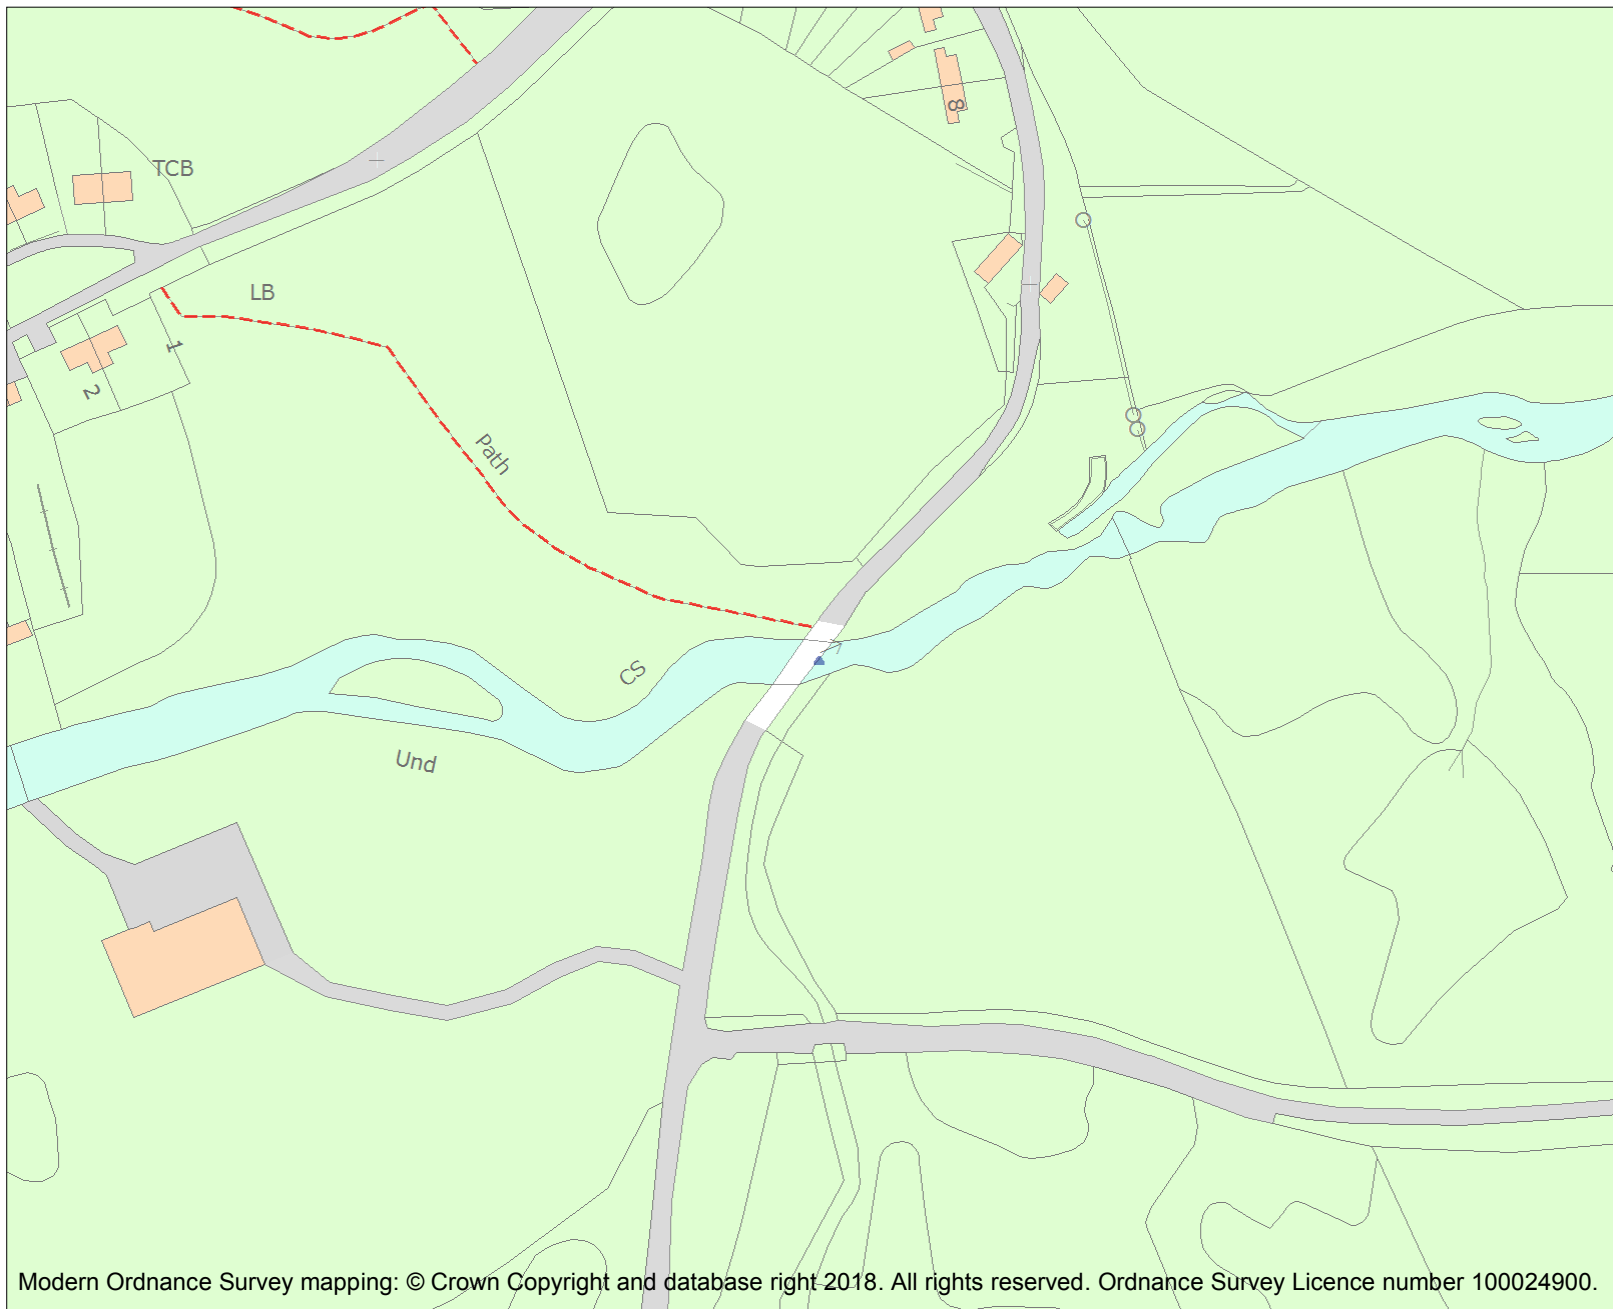 8
TCB
LB
1
2
Path
CS
Und
Modern Ordnance Survey mapping: © Crown Copyright and database right 2018. All rights reserved. Ordnance Survey Licence number 100024900.